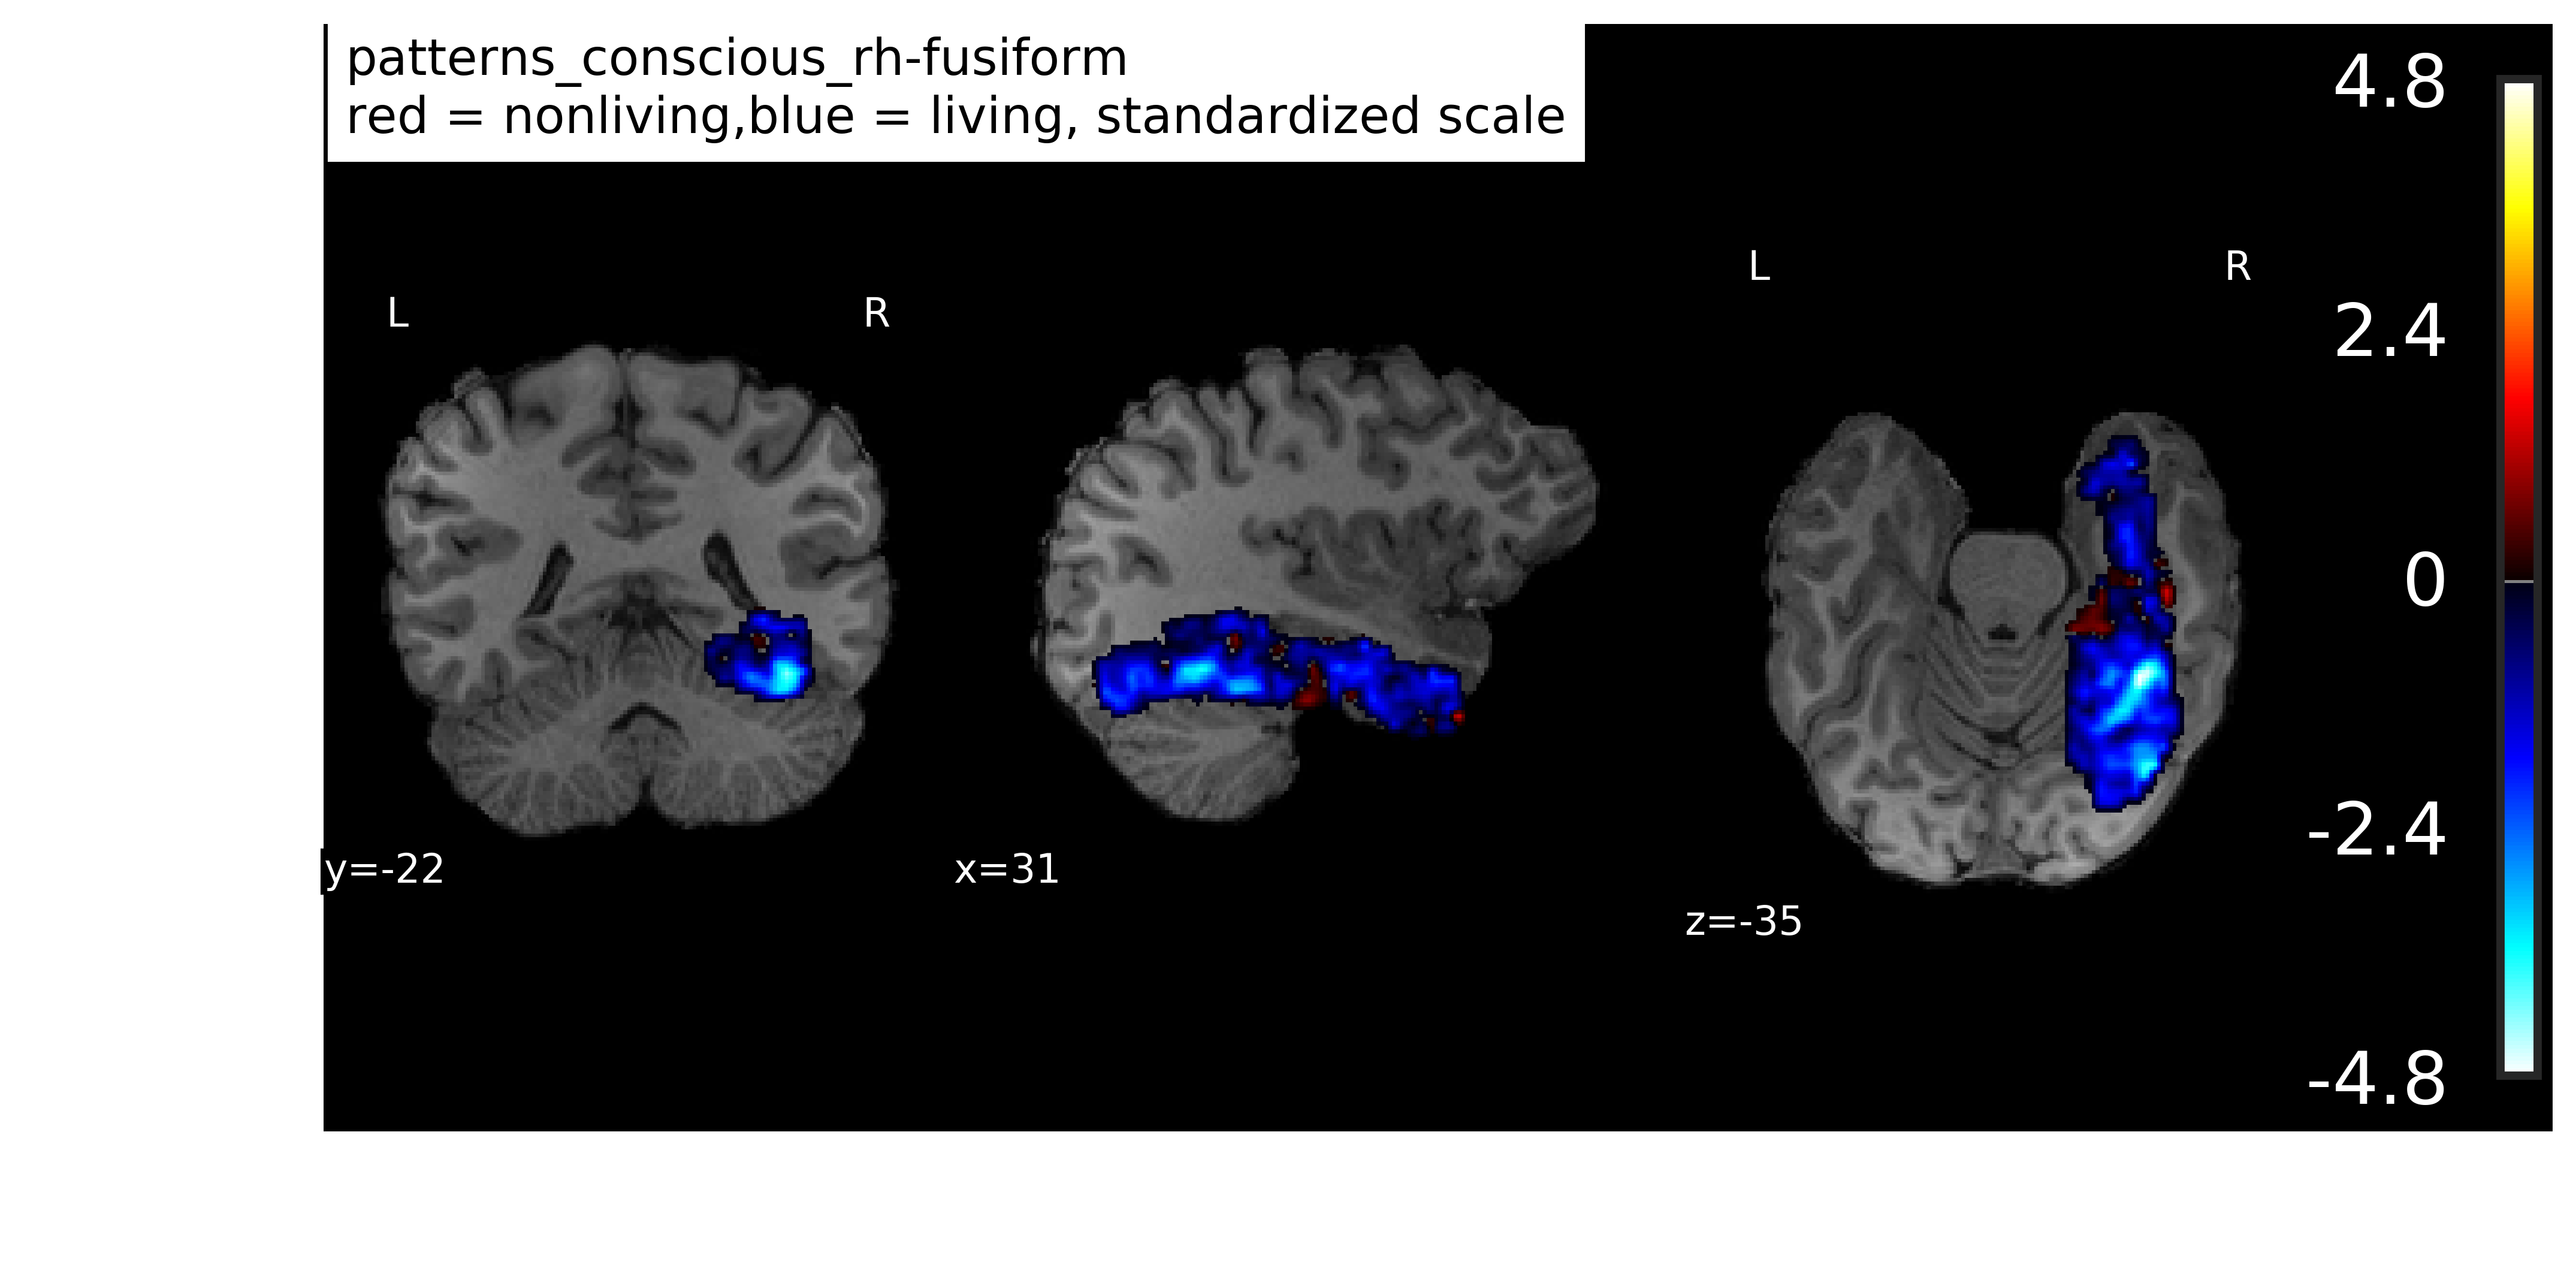 patterns_conscious_rh-fusiform
red = nonliving,blue = living, standardized scale
L R
L R
y=-22
x=31
z=-35
4.8
2.4
0
-2.4
-4.8